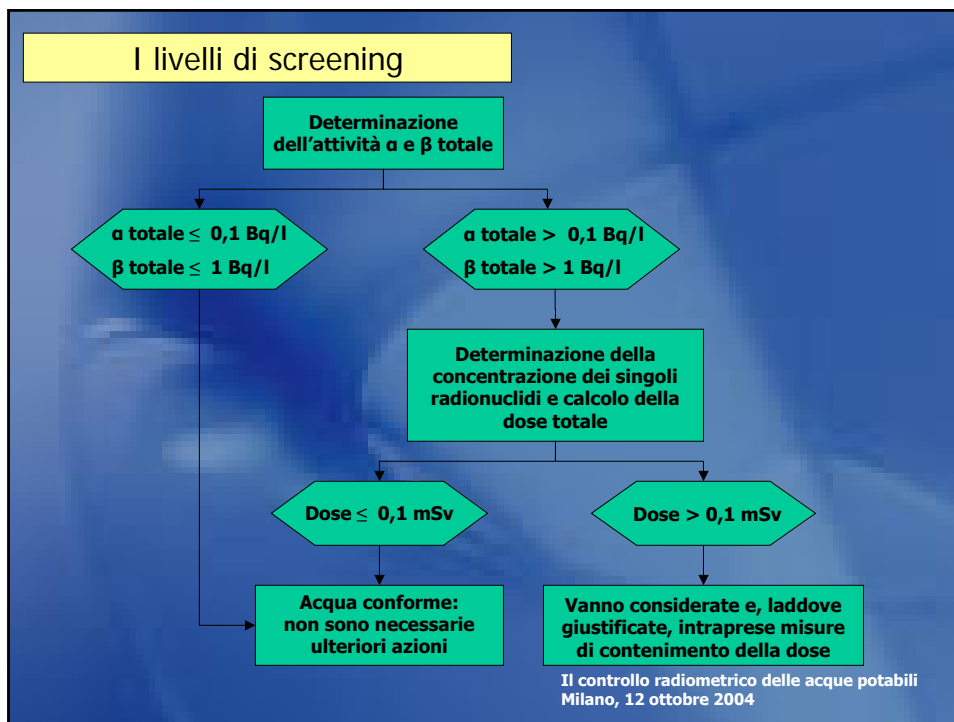 I livelli di screening
Determinazione
dell'attività α e β totale
α totale ≤ 0,1 Bq/l
β totale ≤ 1 Bq/l
α totale > 0,1 Bq/l
β totale > 1 Bq/l
Determinazione della
concentrazione dei singoli
radionuclidi e calcolo della
dose totale
Dose ≤ 0,1 mSv
Dose > 0,1 mSv
Acqua conforme:
non sono necessarie
ulteriori azioni
Vanno considerate e, laddove
giustificate, intraprese misure
di contenimento della dose
Il controllo radiometrico delle acque potabili
Milano, 12 ottobre 2004